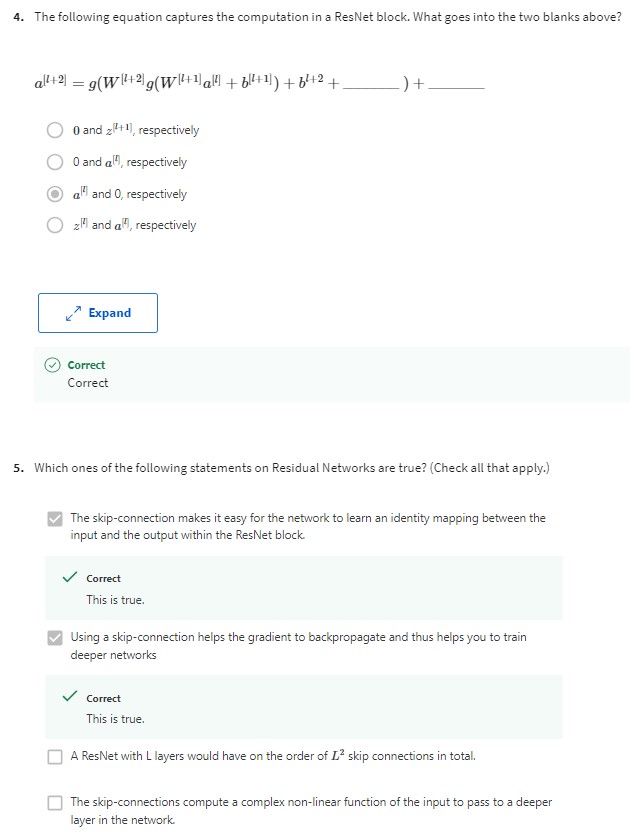 4. The following equation captures the computation in a ResNet block. What goes into the two blanks above?
a^{[l+2]} = g(W^{[l+2]}g(W^{[l+1]}a^{[l]} + b^{[l+1]}) + b^{l+2} + ________) + ________
0 and z^{[l+1]}, respectively
0 and a^{[l]}, respectively
a^{[l]} and 0, respectively
z^{[l]} and a^{[l]}, respectively
Expand
Correct
Correct
5. Which ones of the following statements on Residual Networks are true? (Check all that apply.)
The skip-connection makes it easy for the network to learn an identity mapping between the
input and the output within the ResNet block.
Correct
This is true.
Using a skip-connection helps the gradient to backpropagate and thus helps you to train
deeper networks
Correct
This is true.
A ResNet with L layers would have on the order of L² skip connections in total.
The skip-connections compute a complex non-linear function of the input to pass to a deeper
layer in the network.